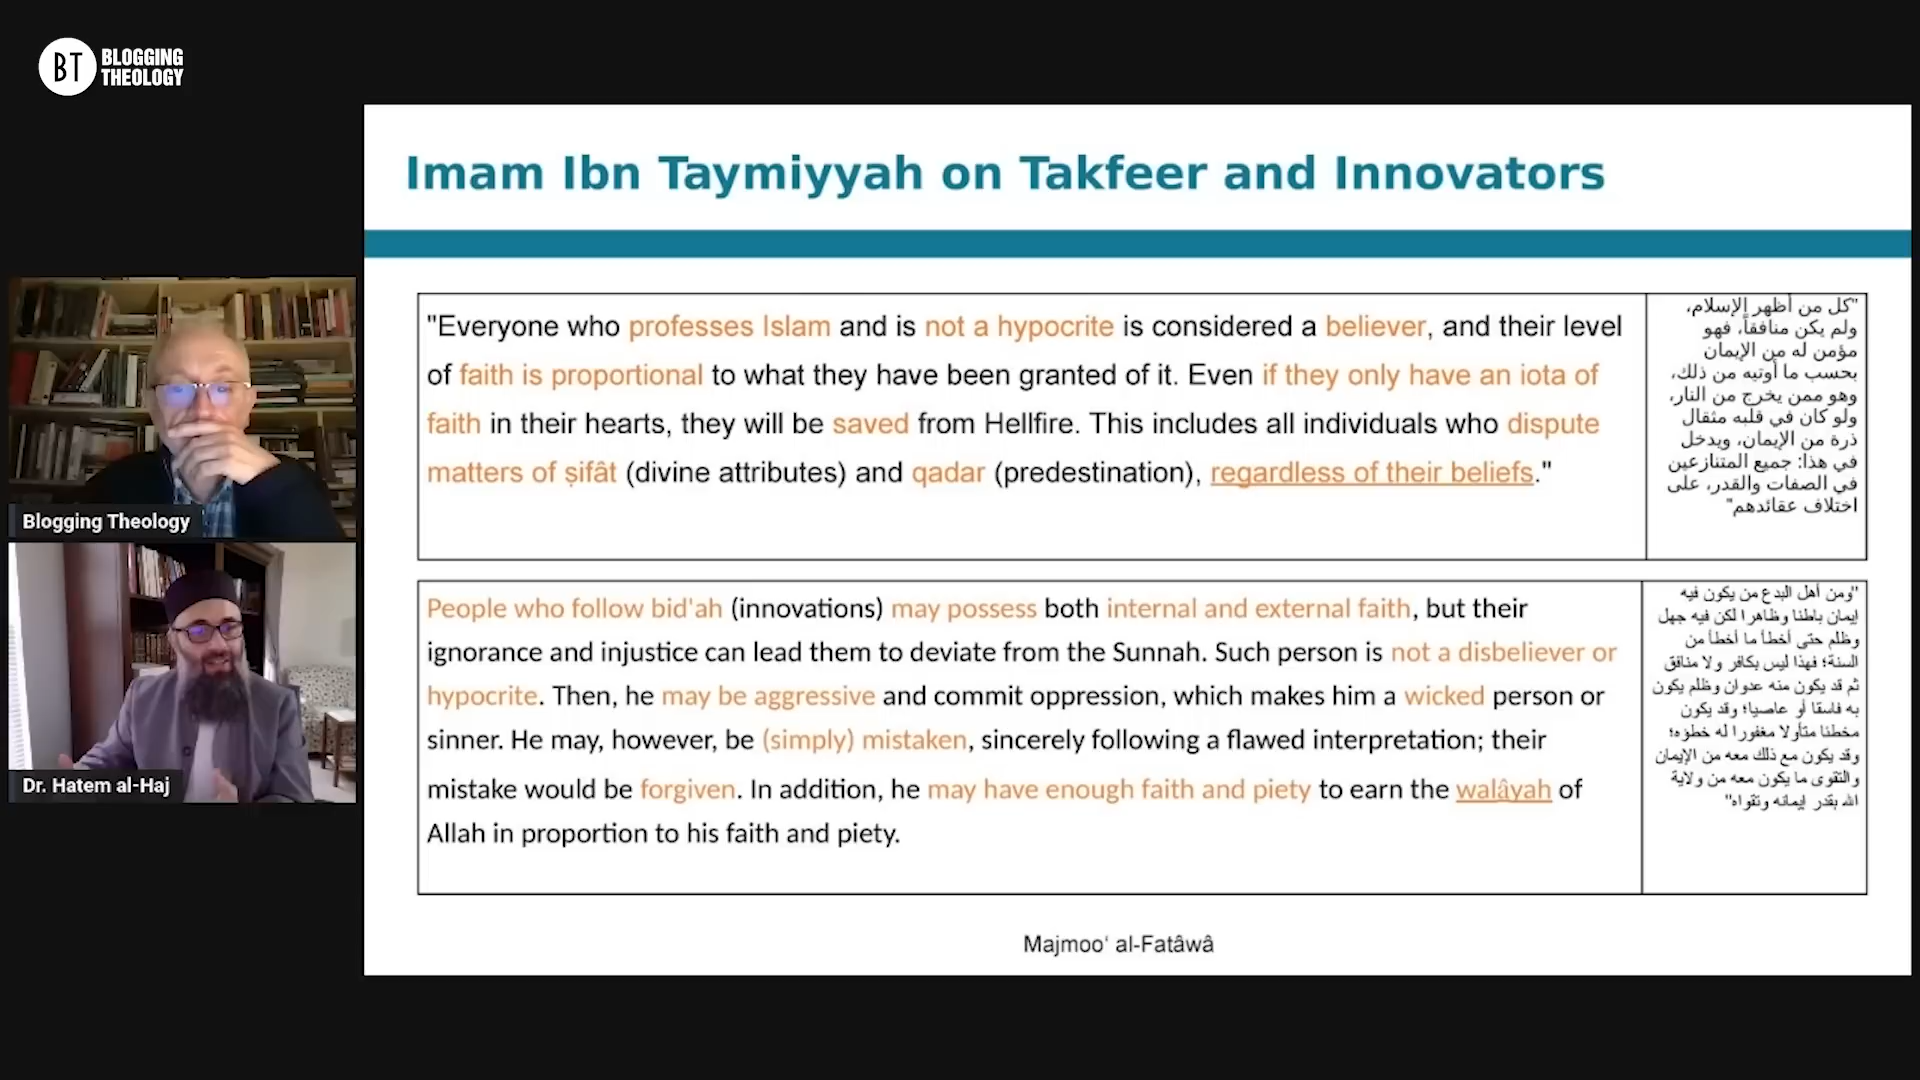 BT BLOGGING
THEOLOGY
Imam Ibn Taymiyyah on Takfeer and Innovators
"Everyone who professes Islam and is not a hypocrite is considered a believer, and their level
of faith is proportional to what they have been granted of it. Even if they only have an iota of
faith in their hearts, they will be saved from Hellfire. This includes all individuals who dispute
matters of ṣifât (divine attributes) and qadar (predestination), regardless of their beliefs."
"كل من أظهر الإسلام،
ولم يكن منافقاً، فهو
مؤمن له من الإيمان
بحسب ما أوتيه من ذلك،
وهو ممن يخرج من النار،
ولو كان في قلبه مثقال
ذرة من الإيمان، ويدخل
في هذا: جميع المتنازعين
في الصفات والقدر، على
اختلاف عقائدهم"
People who follow bid'ah (innovations) may possess both internal and external faith, but their
ignorance and injustice can lead them to deviate from the Sunnah. Such person is not a disbeliever or
hypocrite. Then, he may be aggressive and commit oppression, which makes him a wicked person or
sinner. He may, however, be (simply) mistaken, sincerely following a flawed interpretation; their
mistake would be forgiven. In addition, he may have enough faith and piety to earn the walâyah of
Allah in proportion to his faith and piety.
"ومن أهل البدع من يكون فيه
إيمان باطنا وظاهرا لكن فيه جهل
وظلم حتى أخطأ ما أخطأ من
السنة؛ فهذا ليس بكافر ولا منافق
ثم قد يكون منه عدوان وظلم يكون
به فاسقا أو عاصيا؛ وقد يكون
مخطئا متأولا مغفورا له خطؤه؛
وقد يكون مع ذلك معه من الإيمان
والتقوى ما يكون معه من ولاية
الله بقدر إيمانه وتقواه"
Majmoo‘ al-Fatâwâ
Blogging Theology
Dr. Hatem al-Haj